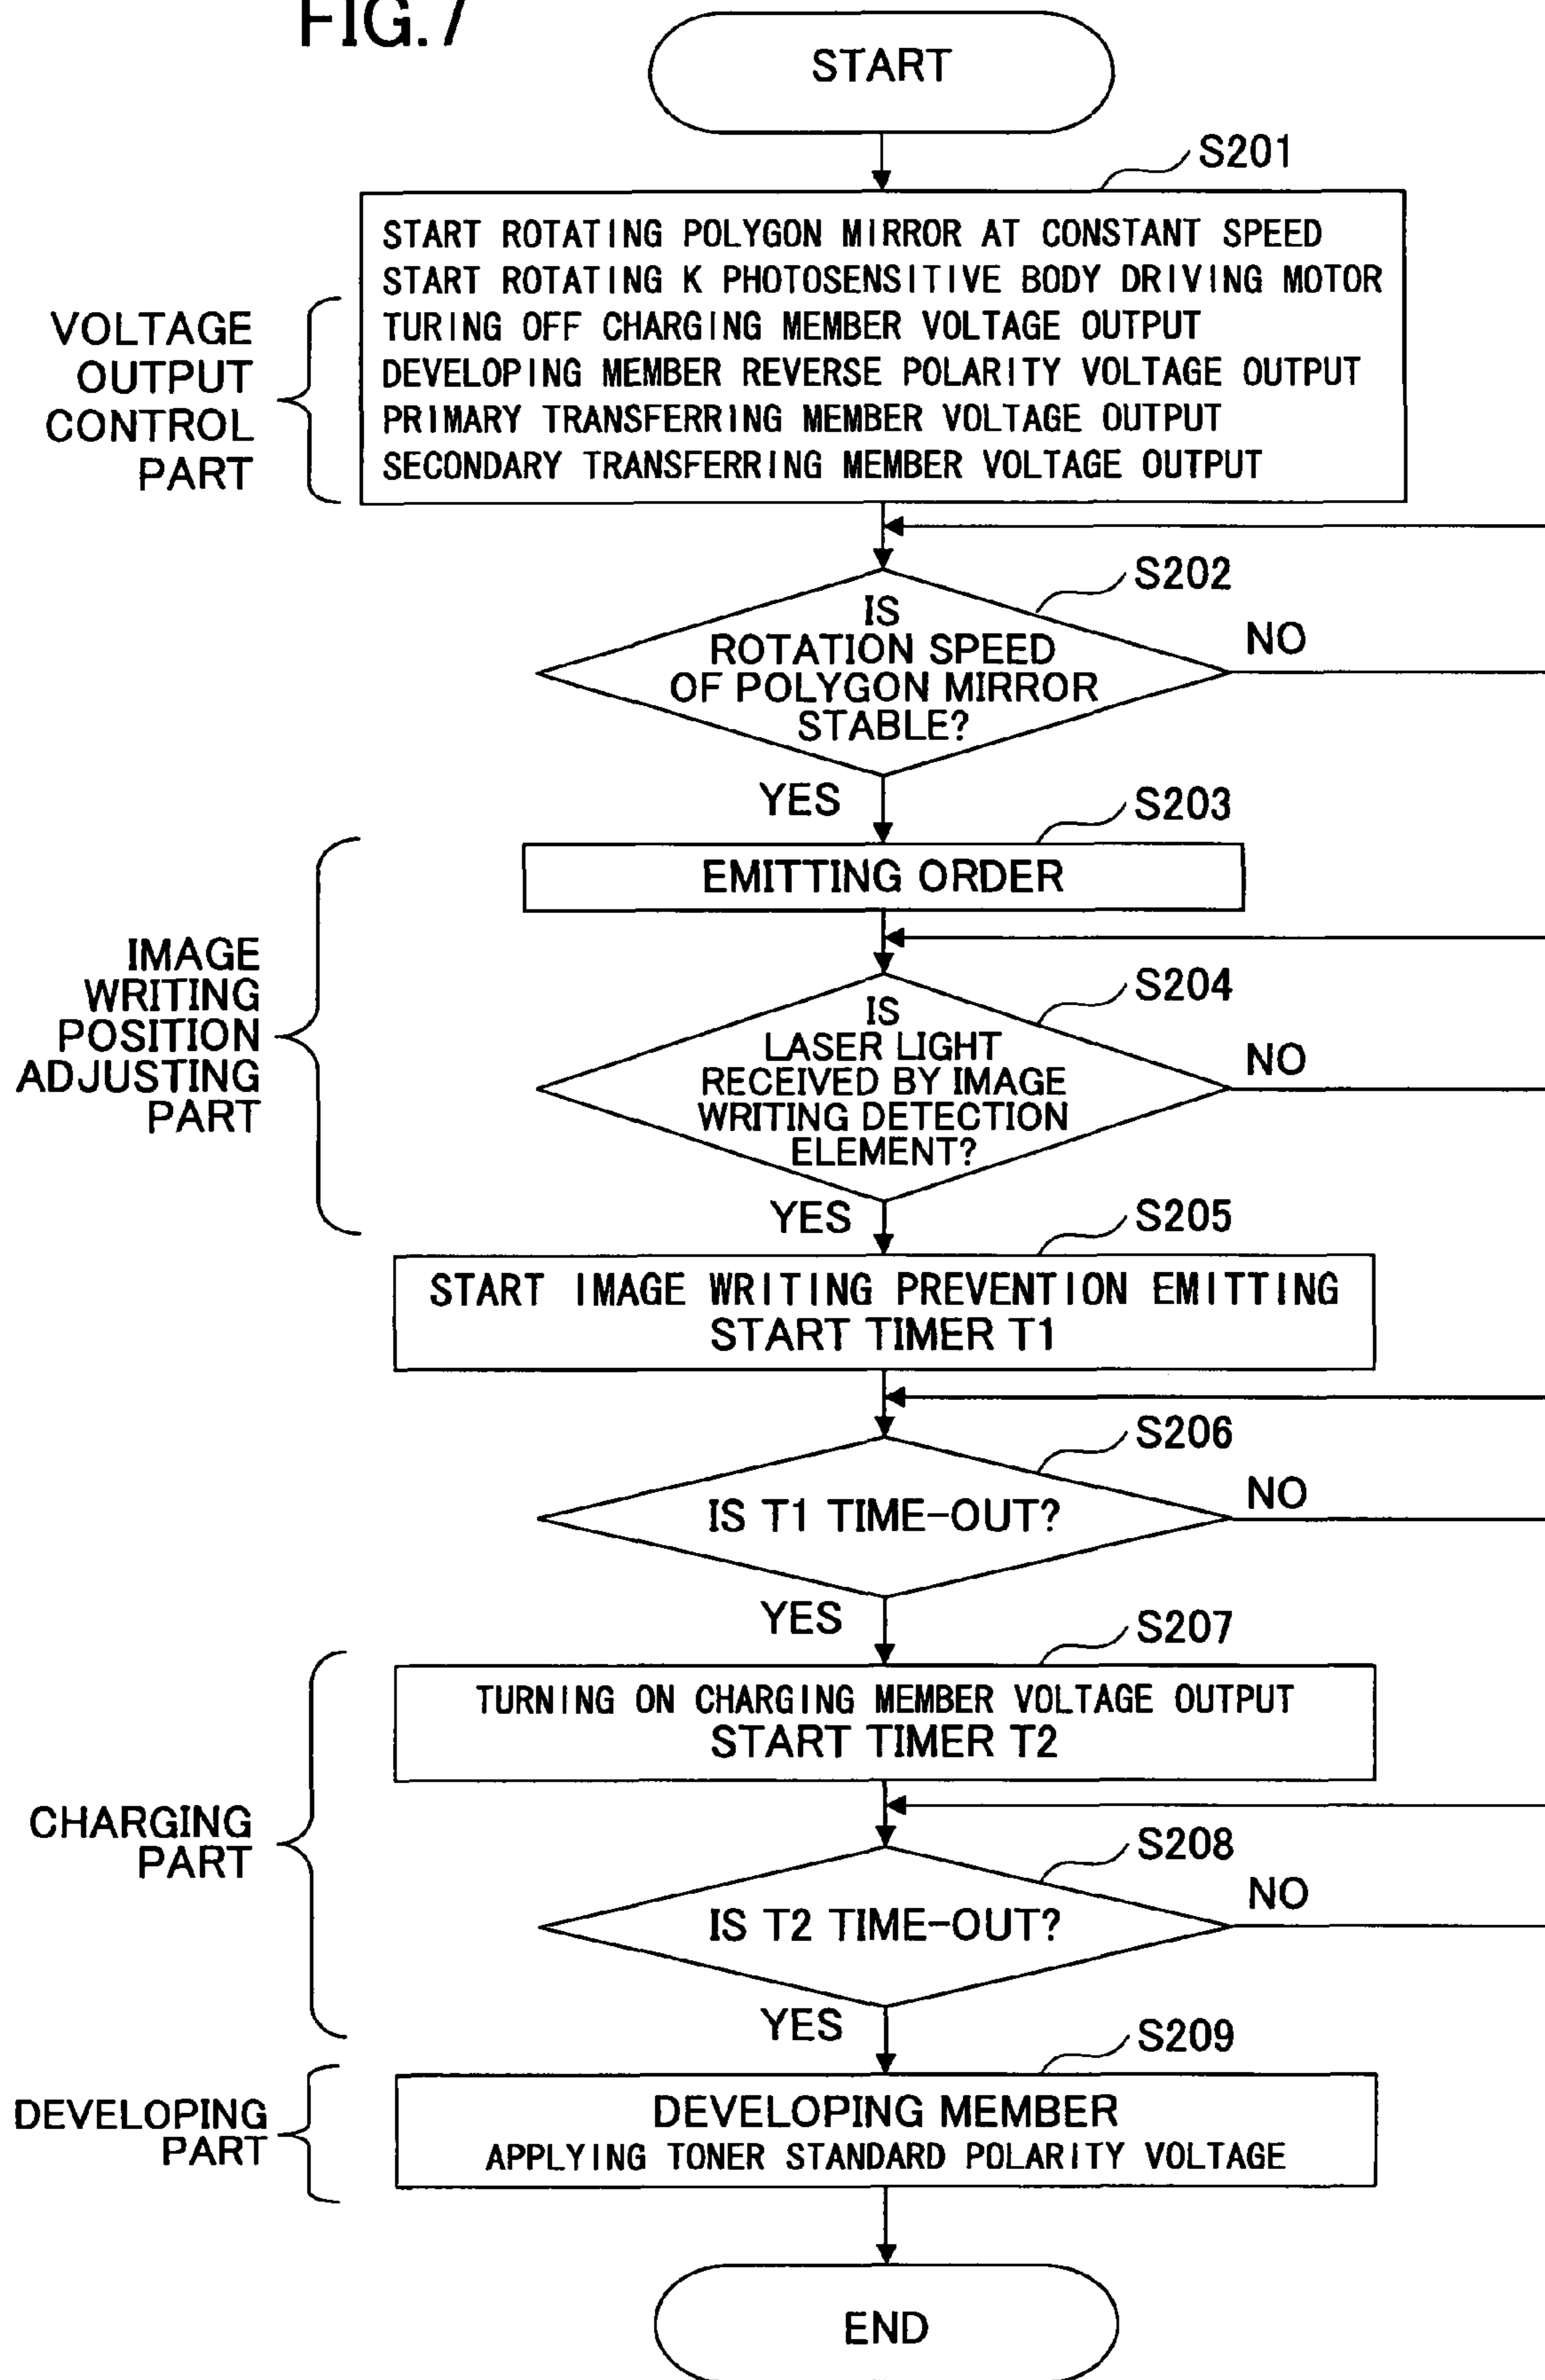 FIG.7
START
S201
START ROTATING POLYGON MIRROR AT CONSTANT SPEED
START ROTATING K PHOTOSENSITIVE BODY DRIVING MOTOR
TURING OFF CHARGING MEMBER VOLTAGE OUTPUT
DEVELOPING MEMBER REVERSE POLARITY VOLTAGE OUTPUT
PRIMARY TRANSFERRING MEMBER VOLTAGE OUTPUT
SECONDARY TRANSFERRING MEMBER VOLTAGE OUTPUT
VOLTAGE
OUTPUT
CONTROL
PART
S202
IS
ROTATION SPEED
OF POLYGON MIRROR
STABLE?
NO
YES
S203
EMITTING ORDER
IMAGE
WRITING
POSITION
ADJUSTING
PART
S204
IS
LASER LIGHT
RECEIVED BY IMAGE
WRITING DETECTION
ELEMENT?
NO
YES
S205
START IMAGE WRITING PREVENTION EMITTING
START TIMER T1
S206
IS T1 TIME-OUT?
NO
YES
S207
TURNING ON CHARGING MEMBER VOLTAGE OUTPUT
START TIMER T2
CHARGING
PART
S208
IS T2 TIME-OUT?
NO
YES
S209
DEVELOPING MEMBER
APPLYING TONER STANDARD POLARITY VOLTAGE
DEVELOPING
PART
END